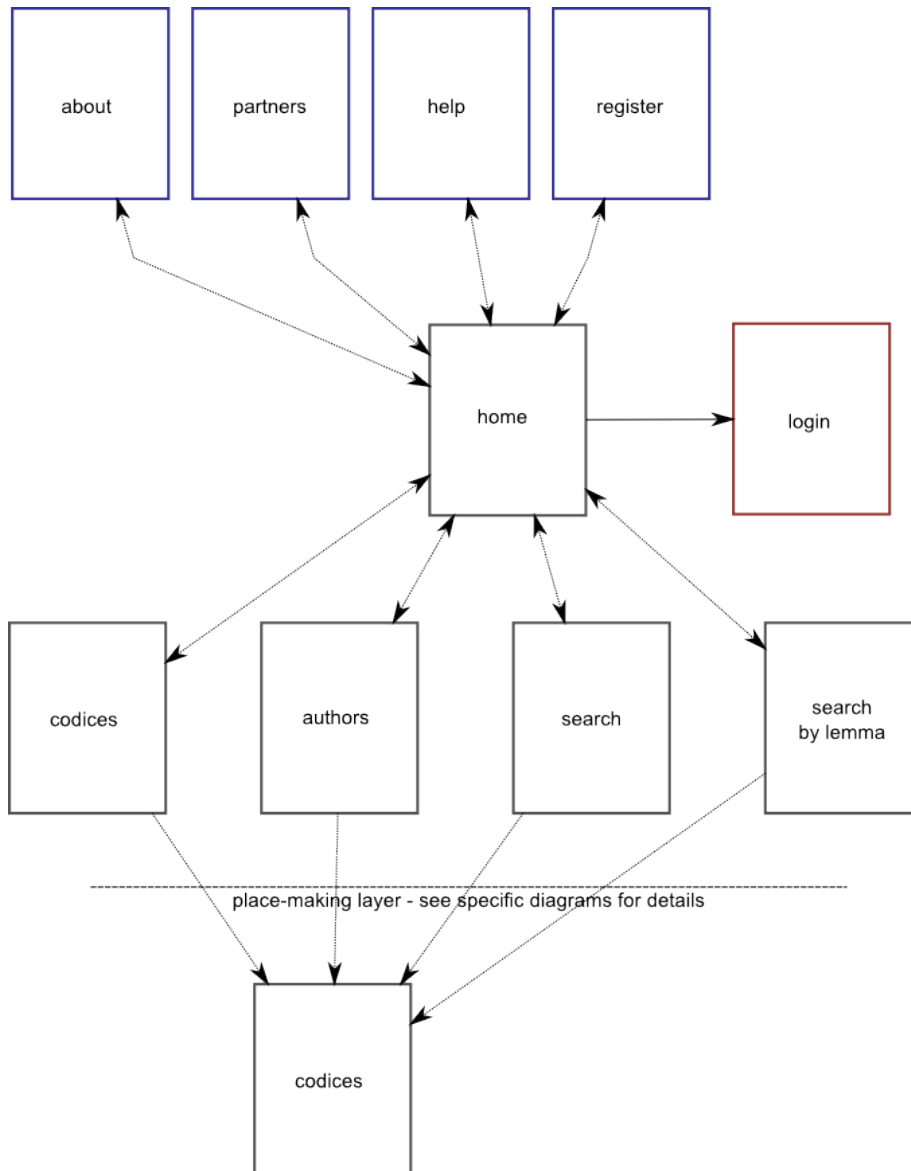 about
partners
help
register
home
login
codices
authors
search
search
by lemma
place-making layer - see specific diagrams for details
codices